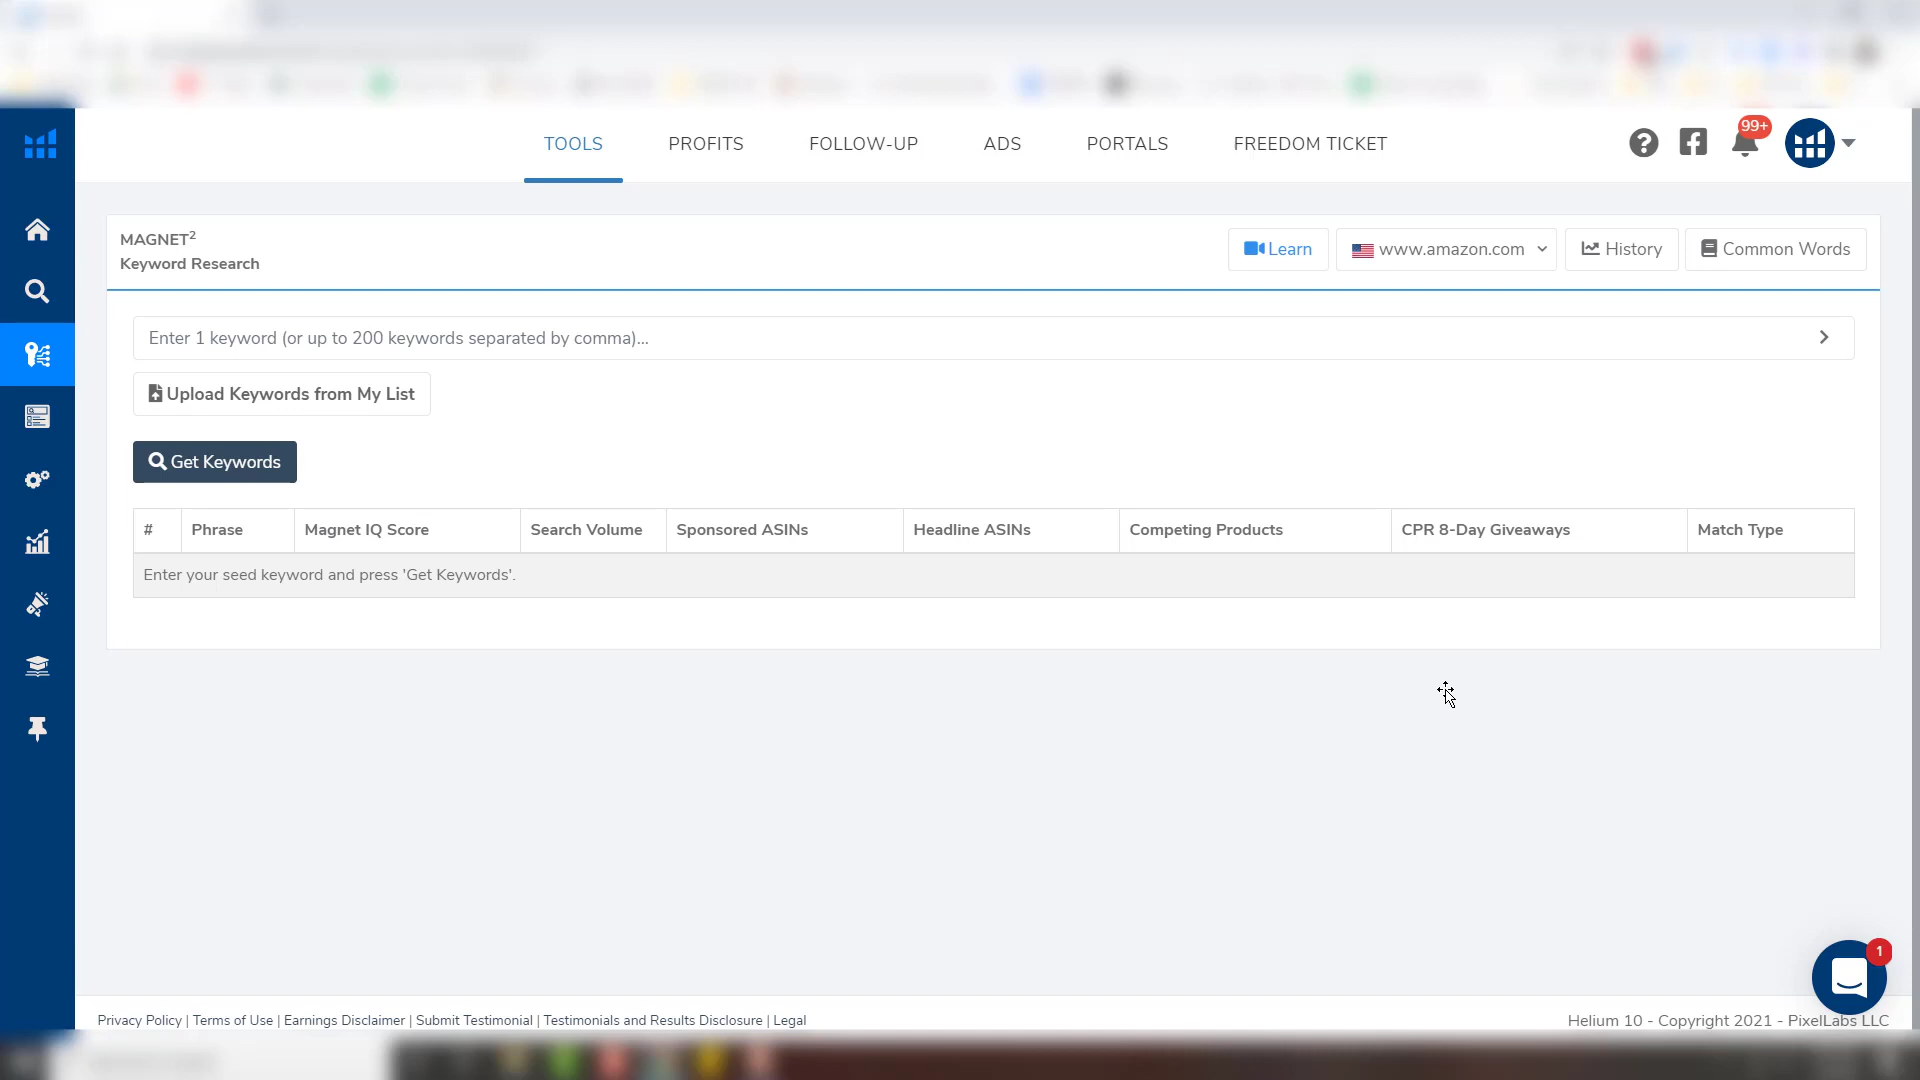 TOOLS PROFITS FOLLOW-UP ADS PORTALS FREEDOM TICKET 99+
MAGNET²
Keyword Research
Learn www.amazon.com History Common Words
Enter 1 keyword (or up to 200 keywords separated by comma)...
Upload Keywords from My List
Get Keywords
# Phrase Magnet IQ Score Search Volume Sponsored ASINs Headline ASINs Competing Products CPR 8-Day Giveaways Match Type
Enter your seed keyword and press 'Get Keywords'.
1
Privacy Policy | Terms of Use | Earnings Disclaimer | Submit Testimonial | Testimonials and Results Disclosure | Legal
Helium 10 - Copyright 2021 - PixelLabs LLC